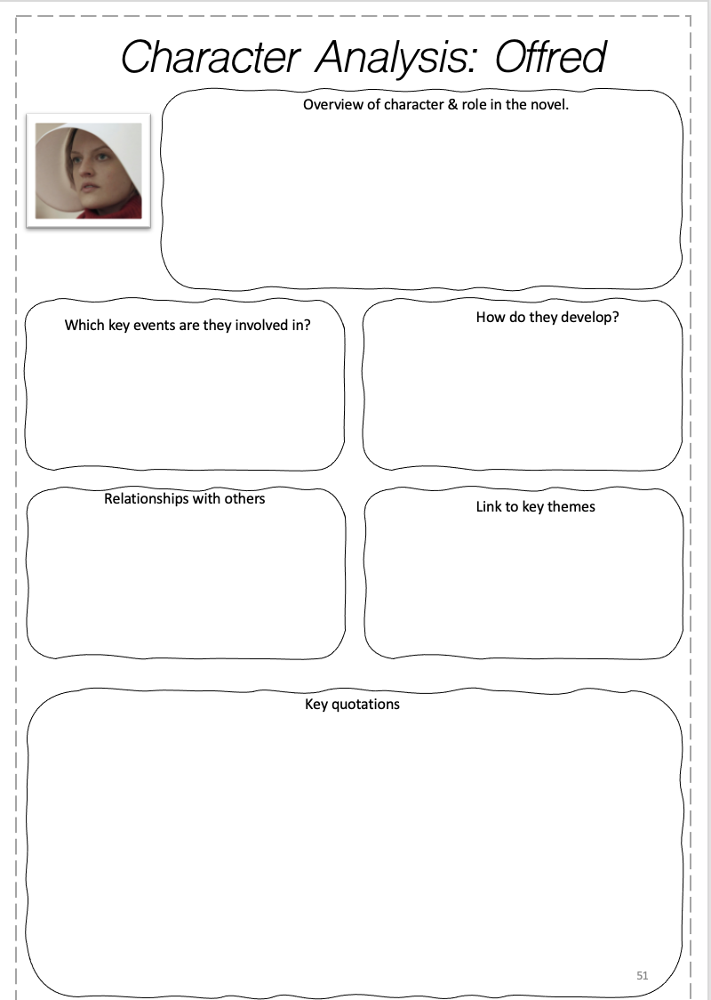 Character Analysis: Offred
Overview of character & role in the novel.
Which key events are they involved in?
How do they develop?
Relationships with others
Link to key themes
Key quotations
51